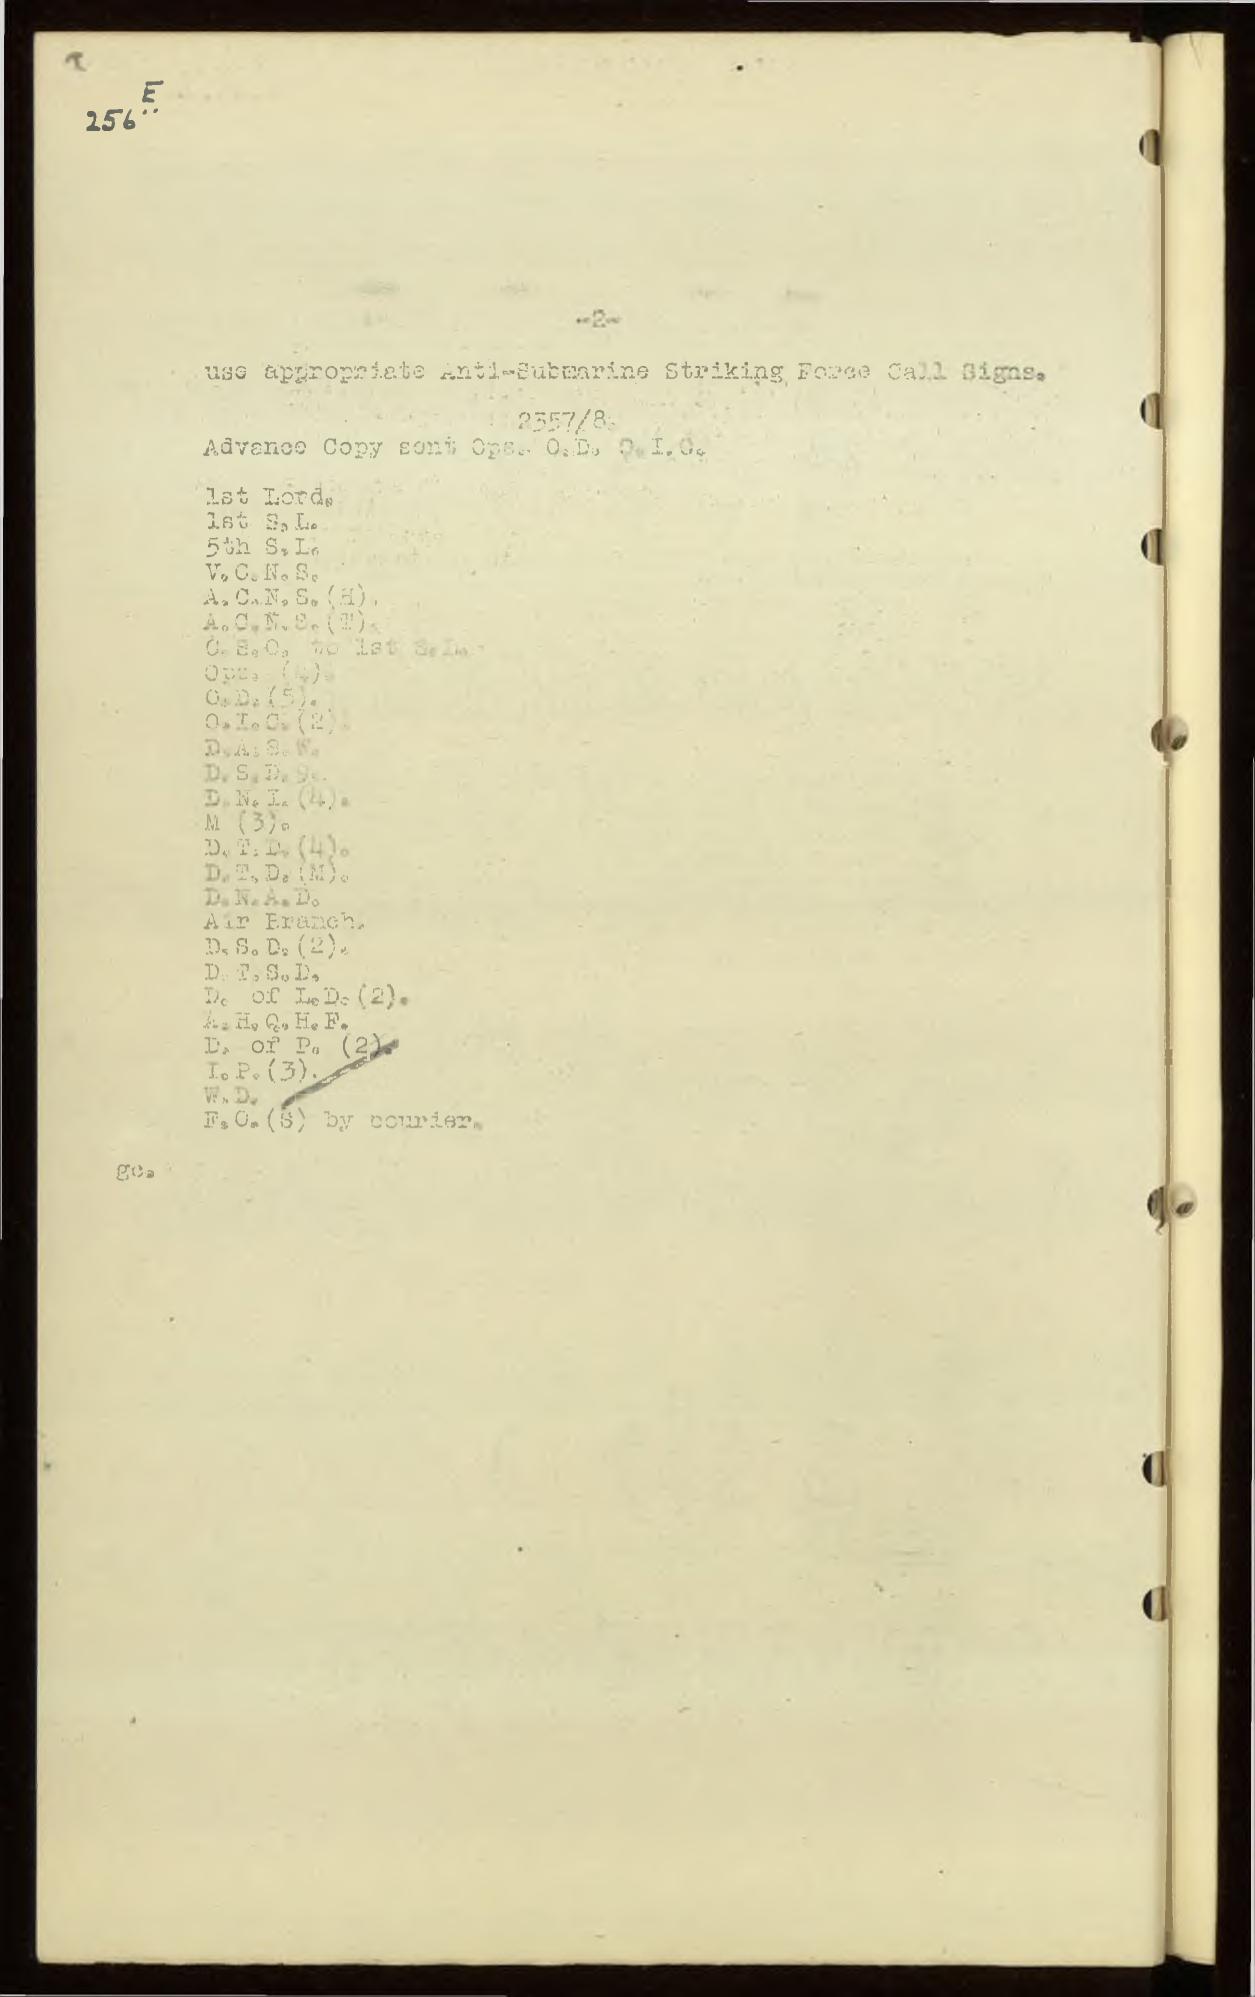 256 E
-2-
use appropriate Anti-Submarine Striking Force Call Signs.
2357/8.
Advance Copy sent Ops. O.D. O.I.C.
1st Lord.
1st S.L.
5th S.L.
V.C.N.S.
A.C.N.S.(H).
A.C.N.S.(T).
C.S.O. to 1st S.L.
Ops. (4).
O.D.(5).
O.I.C.(2).
D.A.S.W.
D.S.D.9.
D.N.I.(4).
M (3).
D.T.D.(4).
D.T.D.(M).
D.N.A.D.
Air Branch.
D.S.D.(2).
D.T.S.D.
D. of L.D.(2).
A.H.Q.H.F.
D. of P. (2).
I.P.(3).
W.D.
F.O.(S) by courier.
gc.